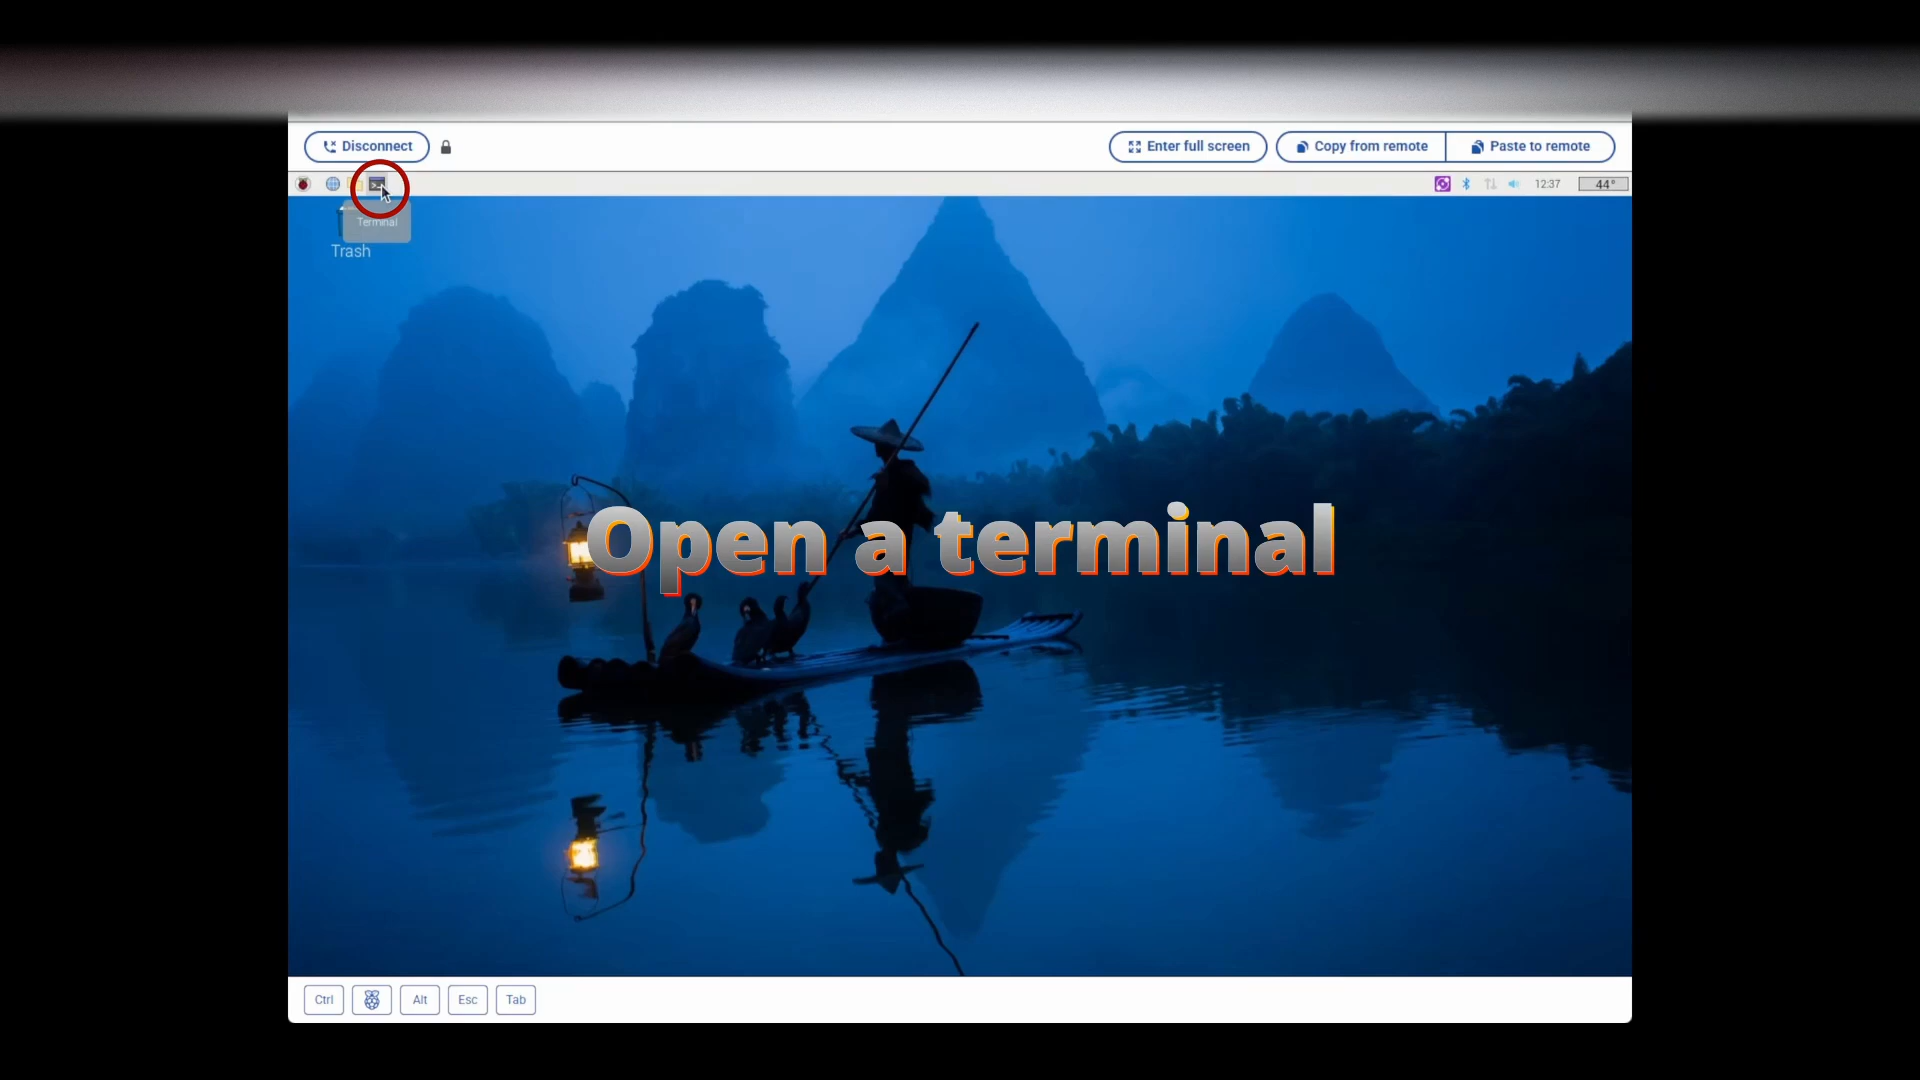 Disconnect
Enter full screen
Copy from remote
Paste to remote
12:37
44°
Terminal
Trash
Open a terminal
Ctrl
Alt
Esc
Tab